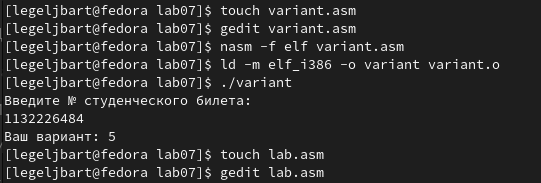 [legeljbart@fedora lab07]$ touch variant.asm
[legeljbart@fedora lab07]$ gedit variant.asm
[legeljbart@fedora lab07]$ nasm -f elf variant.asm
[legeljbart@fedora lab07]$ ld -m elf_i386 -o variant variant.o
[legeljbart@fedora lab07]$ ./variant
Введите № студенческого билета:
1132226484
Ваш вариант: 5
[legeljbart@fedora lab07]$ touch lab.asm
[legeljbart@fedora lab07]$ gedit lab.asm